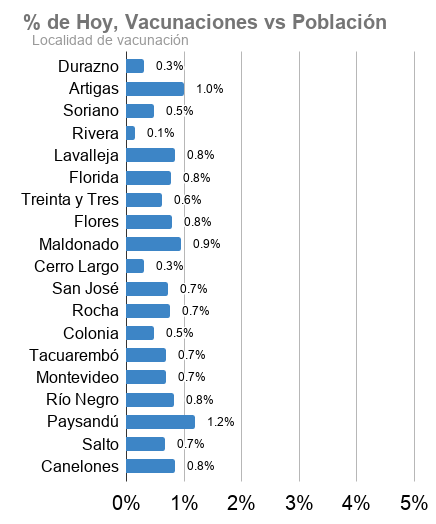 % de Hoy, Vacunaciones vs Población
Localidad de vacunación
Durazno 0.3%
Artigas 1.0%
Soriano 0.5%
Rivera 0.1%
Lavalleja 0.8%
Florida 0.8%
Treinta y Tres 0.6%
Flores 0.8%
Maldonado 0.9%
Cerro Largo 0.3%
San José 0.7%
Rocha 0.7%
Colonia 0.5%
Tacuarembó 0.7%
Montevideo 0.7%
Río Negro 0.8%
Paysandú 1.2%
Salto 0.7%
Canelones 0.8%
0% 1% 2% 3% 4% 5%